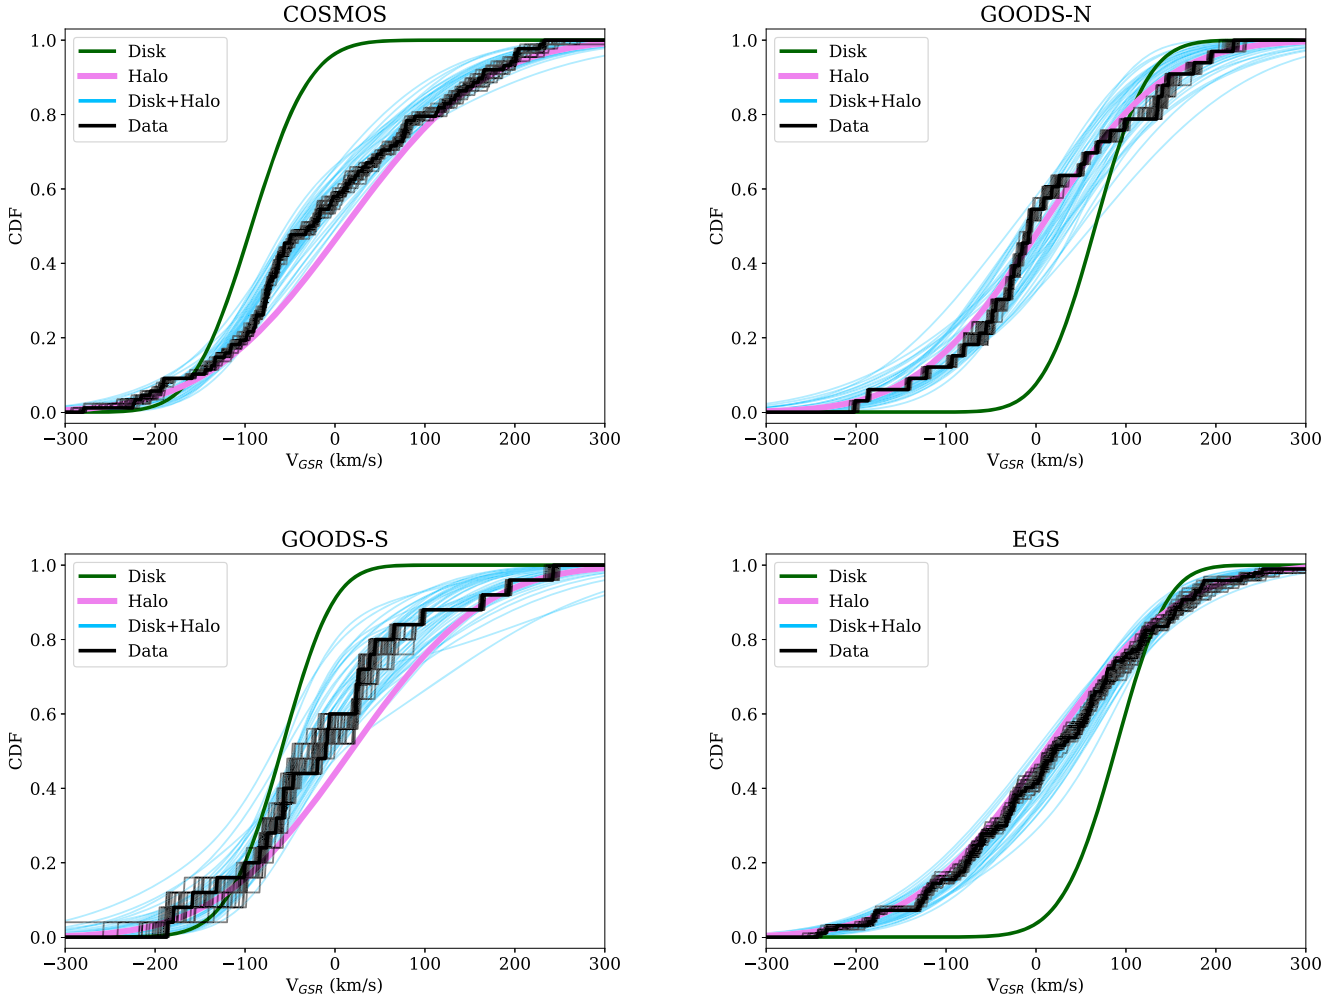 COSMOS
Disk
Halo
Disk+Halo
Data
CDF
1.0
0.8
0.6
0.4
0.2
0.0
−300 −200 −100 0 100 200 300
V_GSR (km/s)
GOODS-N
Disk
Halo
Disk+Halo
Data
CDF
1.0
0.8
0.6
0.4
0.2
0.0
−300 −200 −100 0 100 200 300
V_GSR (km/s)
GOODS-S
Disk
Halo
Disk+Halo
Data
CDF
1.0
0.8
0.6
0.4
0.2
0.0
−300 −200 −100 0 100 200 300
V_GSR (km/s)
EGS
Disk
Halo
Disk+Halo
Data
CDF
1.0
0.8
0.6
0.4
0.2
0.0
−300 −200 −100 0 100 200 300
V_GSR (km/s)